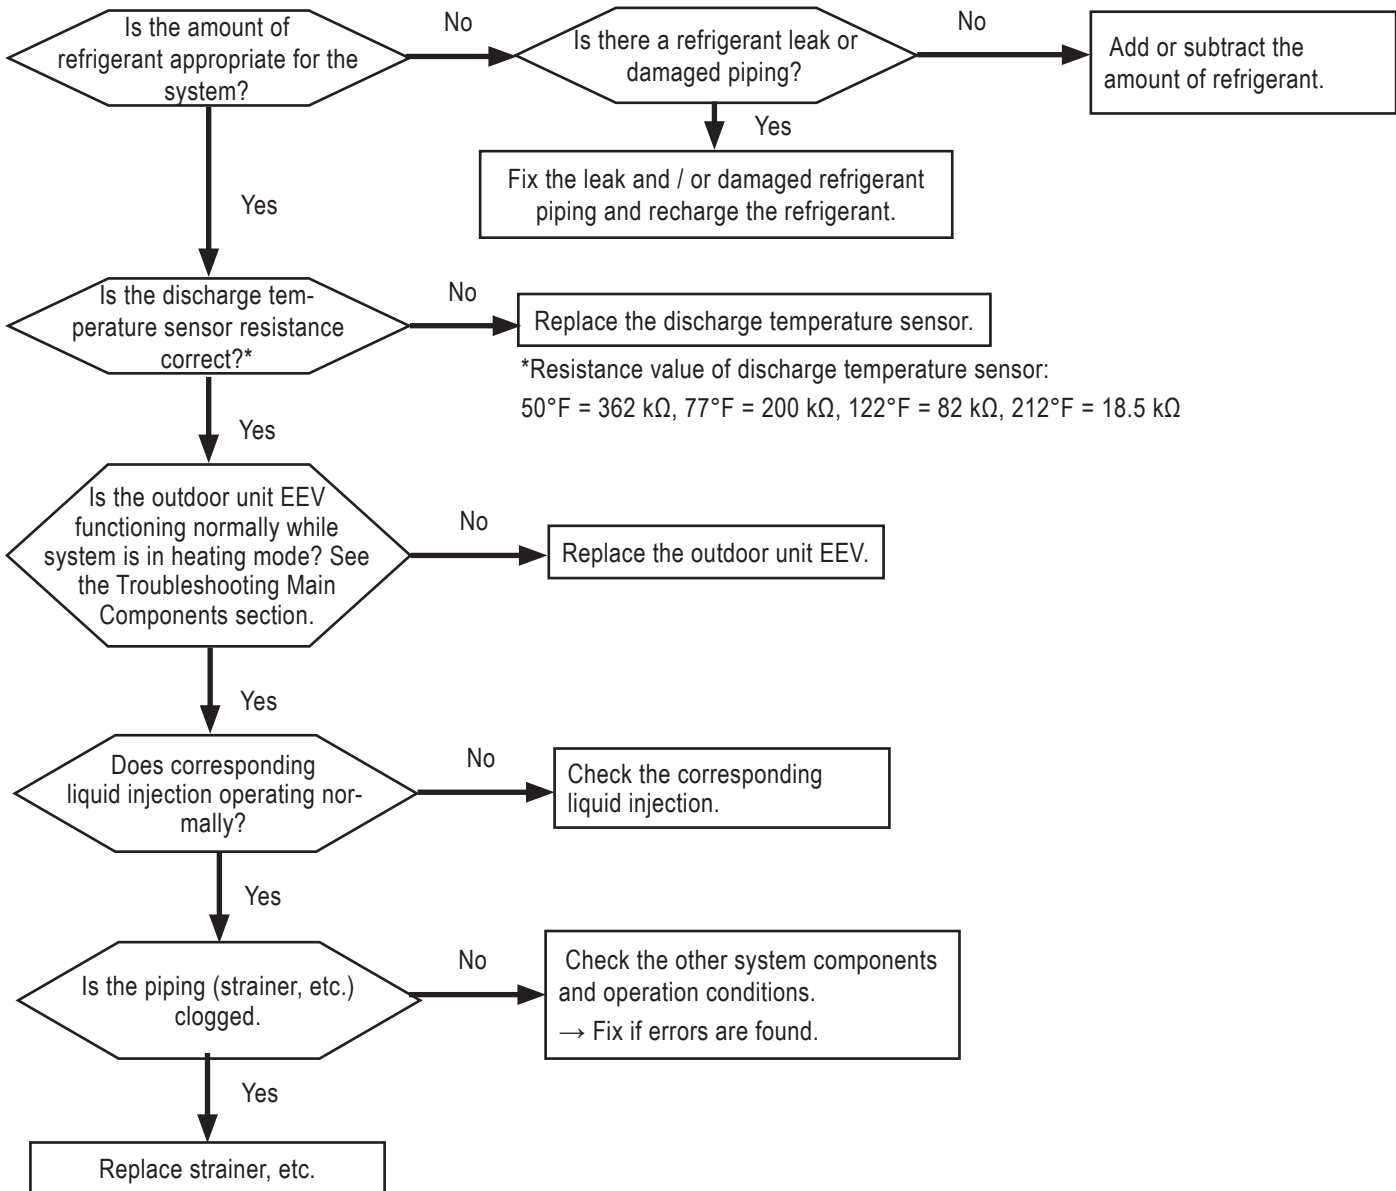 Is the amount of
refrigerant appropriate for the
system?
No
Is there a refrigerant leak or
damaged piping?
No
Add or subtract the
amount of refrigerant.
Yes
Fix the leak and / or damaged refrigerant
piping and recharge the refrigerant.
Yes
Is the discharge tem-
perature sensor resistance
correct?*
No
Replace the discharge temperature sensor.
*Resistance value of discharge temperature sensor:
50°F = 362 kΩ, 77°F = 200 kΩ, 122°F = 82 kΩ, 212°F = 18.5 kΩ
Yes
Is the outdoor unit EEV
functioning normally while
system is in heating mode? See
the Troubleshooting Main
Components section.
No
Replace the outdoor unit EEV.
Yes
Does corresponding
liquid injection operating nor-
mally?
No
Check the corresponding
liquid injection.
Yes
Is the piping (strainer, etc.)
clogged.
No
Check the other system components
and operation conditions.
→ Fix if errors are found.
Yes
Replace strainer, etc.